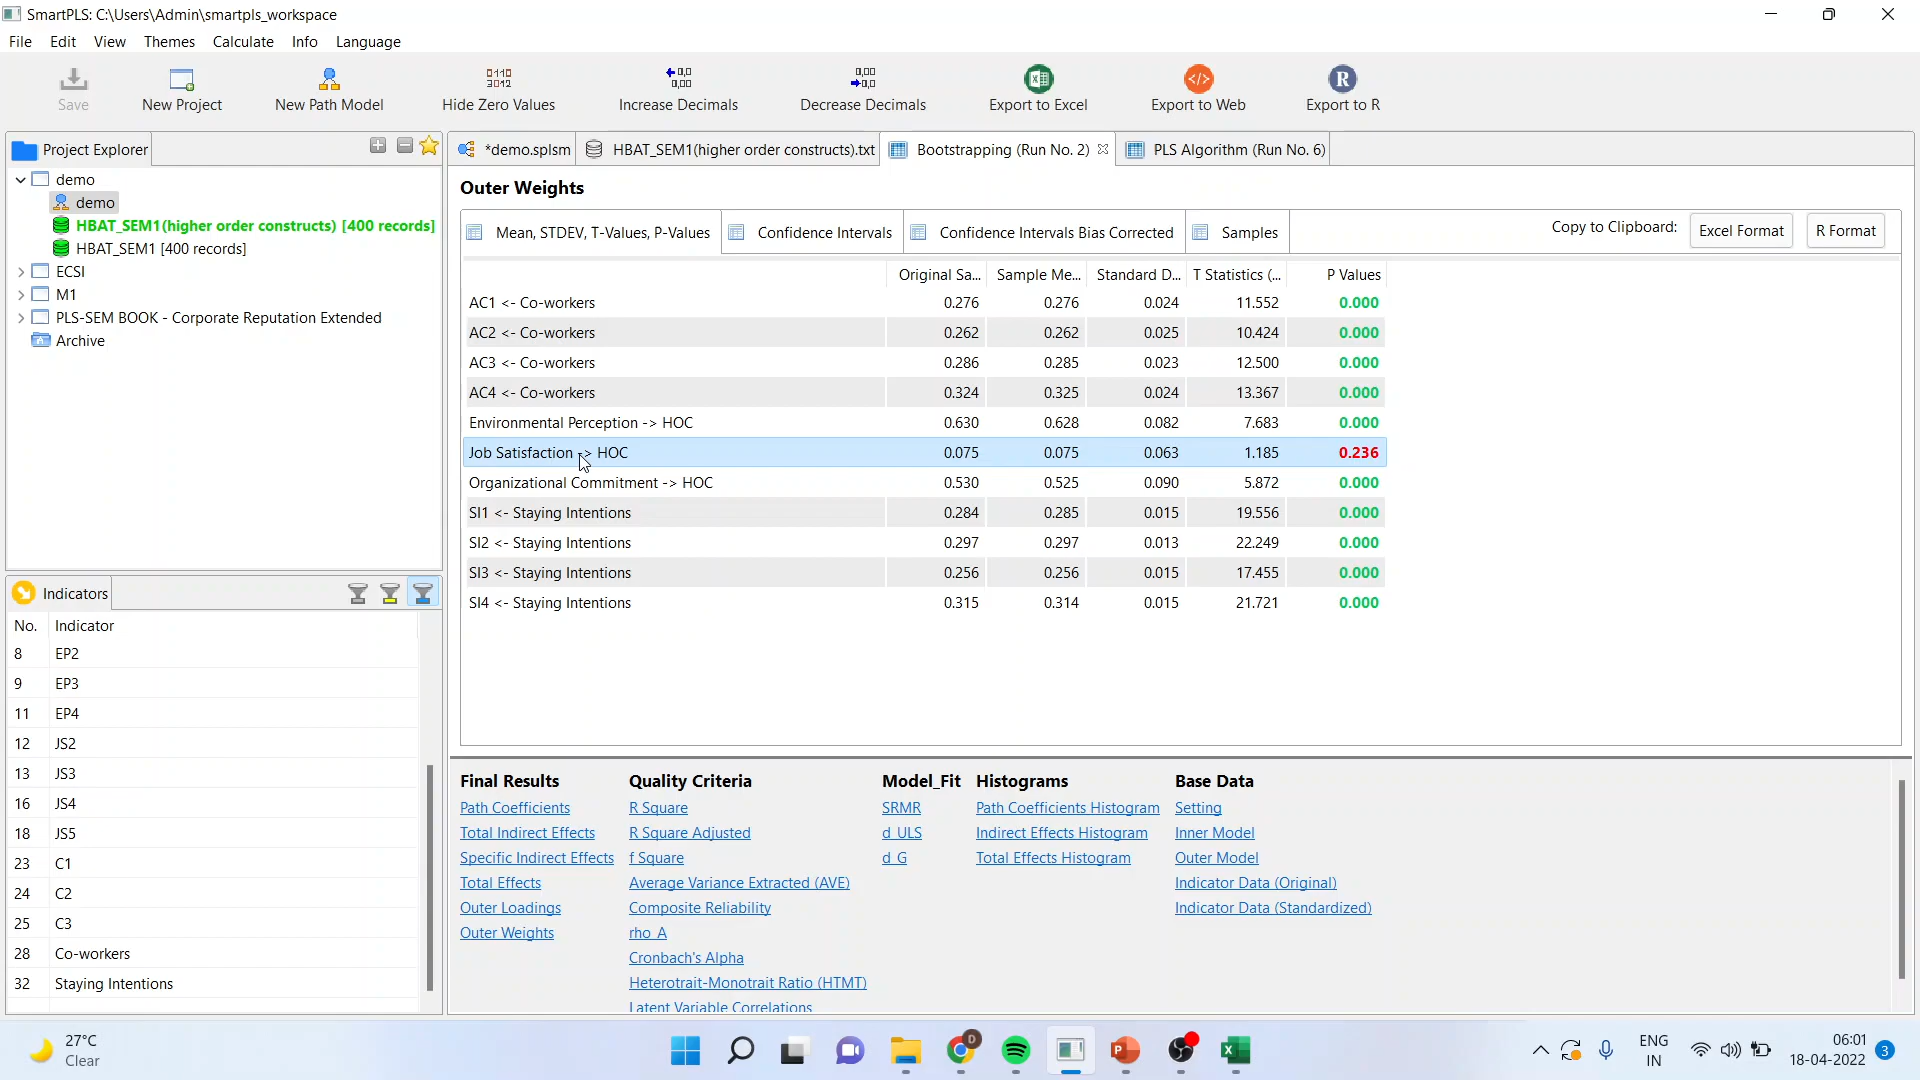 SmartPLS: C:\Users\Admin\smartpls_workspace
File Edit View Themes Calculate Info Language
Save New Project New Path Model Hide Zero Values Increase Decimals Decrease Decimals Export to Excel Export to Web Export to R
Project Explorer
demo
demo
HBAT_SEM1(higher order constructs) [400 records]
HBAT_SEM1 [400 records]
ECSI
M1
PLS-SEM BOOK - Corporate Reputation Extended
Archive
Indicators
No. Indicator
8 EP2
9 EP3
11 EP4
12 JS2
13 JS3
16 JS4
18 JS5
23 C1
24 C2
25 C3
28 Co-workers
32 Staying Intentions
*demo.splsm HBAT_SEM1(higher order constructs).txt Bootstrapping (Run No. 2) PLS Algorithm (Run No. 6)
Outer Weights
Mean, STDEV, T-Values, P-Values Confidence Intervals Confidence Intervals Bias Corrected Samples Copy to Clipboard: Excel Format R Format
Original Sa... Sample Me... Standard D... T Statistics (... P Values
AC1 <- Co-workers 0.276 0.276 0.024 11.552 0.000
AC2 <- Co-workers 0.262 0.262 0.025 10.424 0.000
AC3 <- Co-workers 0.286 0.285 0.023 12.500 0.000
AC4 <- Co-workers 0.324 0.325 0.024 13.367 0.000
Environmental Perception -> HOC 0.630 0.628 0.082 7.683 0.000
Job Satisfaction -> HOC 0.075 0.075 0.063 1.185 0.236
Organizational Commitment -> HOC 0.530 0.525 0.090 5.872 0.000
SI1 <- Staying Intentions 0.284 0.285 0.015 19.556 0.000
SI2 <- Staying Intentions 0.297 0.297 0.013 22.249 0.000
SI3 <- Staying Intentions 0.256 0.256 0.015 17.455 0.000
SI4 <- Staying Intentions 0.315 0.314 0.015 21.721 0.000
Final Results Quality Criteria Model_Fit Histograms Base Data
Path Coefficients R Square SRMR Path Coefficients Histogram Setting
Total Indirect Effects R Square Adjusted d_ULS Indirect Effects Histogram Inner Model
Specific Indirect Effects f Square d_G Total Effects Histogram Outer Model
Total Effects Average Variance Extracted (AVE) Indicator Data (Original)
Outer Loadings Composite Reliability Indicator Data (Standardized)
Outer Weights rho_A
Cronbach's Alpha
Heterotrait-Monotrait Ratio (HTMT)
Latent Variable Correlations
27°C
Clear
ENG
IN
06:01
18-04-2022
3